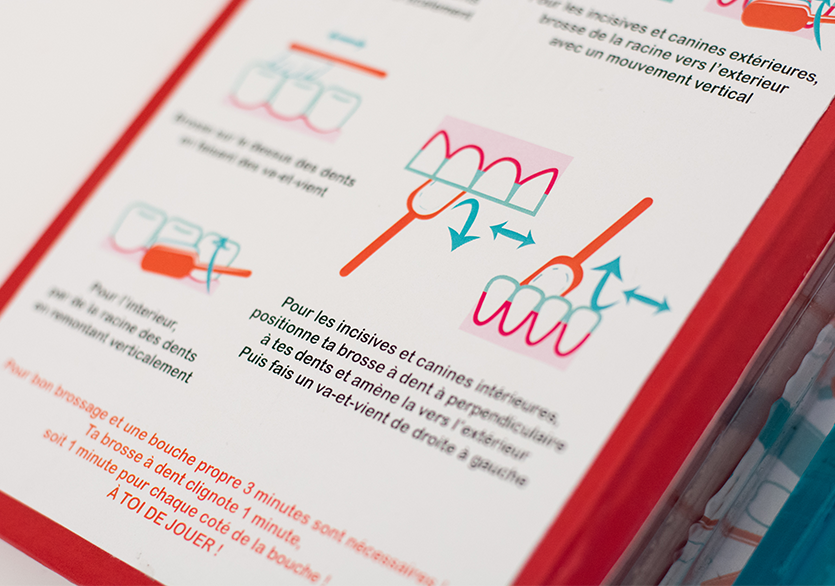 Pour les incisives et canines extérieures,
brosse de la racine vers l'exterieur
avec un mouvement vertical
Brosse sur le dessus des dents
en faisant des va-et-vient
Pour l'interieur,
par de la racine des dents
en remontant verticalement
Pour les incisives et canines intérieures,
positionne ta brosse à dent à perpendiculaire
à tes dents et amène la vers l'extérieur
Puis fais un va-et-vient de droite à gauche
Pour bon brossage et une bouche propre 3 minutes sont nécessaires
Ta brosse à dent clignote 1 minute,
soit 1 minute pour chaque coté de la bouche !
À TOI DE JOUER !